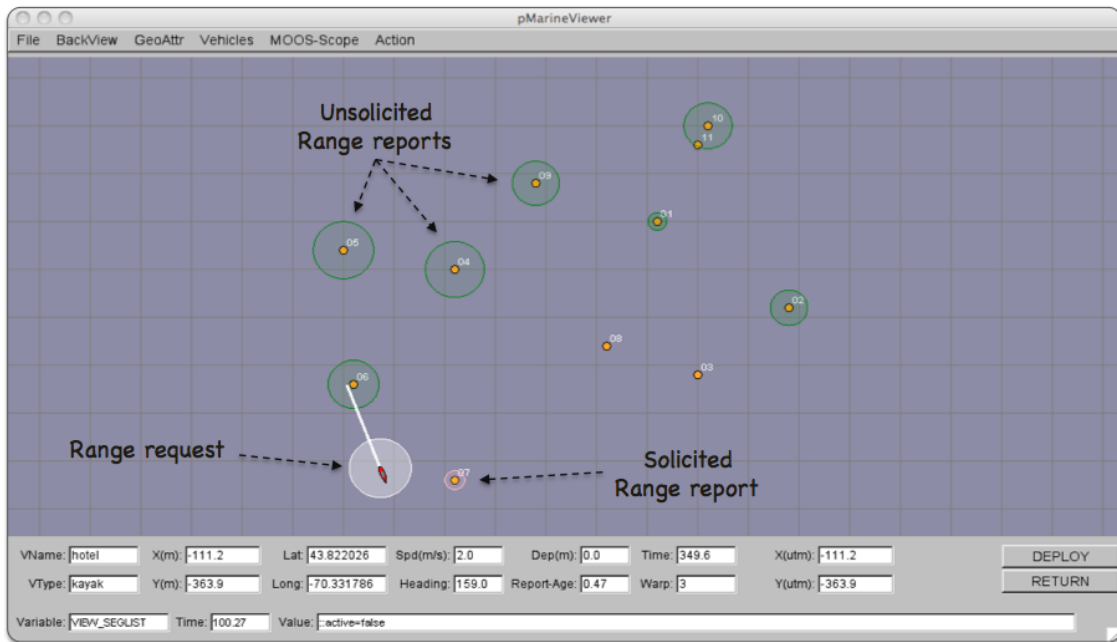 pMarineViewer
File BackView GeoAttr Vehicles MOOS-Scope Action
Unsolicited
Range reports
10
11
09
01
05
04
02
08
03
06
Range request
07
Solicited
Range report
VName: hotel X(m): -111.2 Lat: 43.822026 Spd(m/s): 2.0 Dep(m): 0.0 Time: 349.6 X(utm): -111.2 DEPLOY
VType: kayak Y(m): -363.9 Long: -70.331786 Heading: 159.0 Report-Age: 0.47 Warp: 3 Y(utm): -363.9 RETURN
Variable: VIEW_SEGLIST Time: 100.27 Value: ::active=false